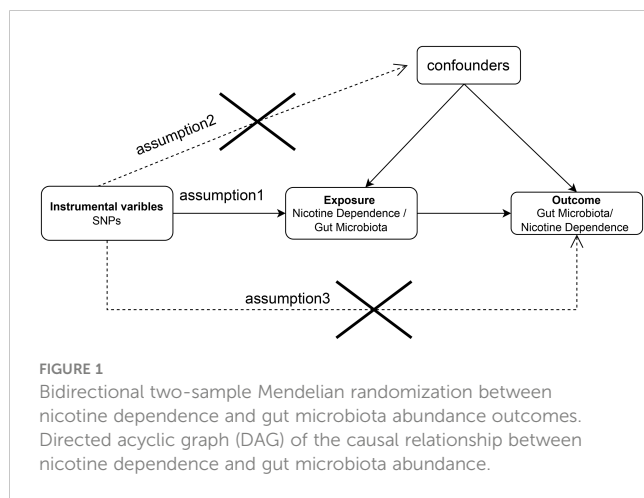 confounders
assumption2
Instrumental varibles
SNPs
assumption1
Exposure
Nicotine Dependence /
Gut Microbiota
Outcome
Gut Microbiota/
Nicotine Dependence
assumption3
FIGURE 1
Bidirectional two-sample Mendelian randomization between
nicotine dependence and gut microbiota abundance outcomes.
Directed acyclic graph (DAG) of the causal relationship between
nicotine dependence and gut microbiota abundance.